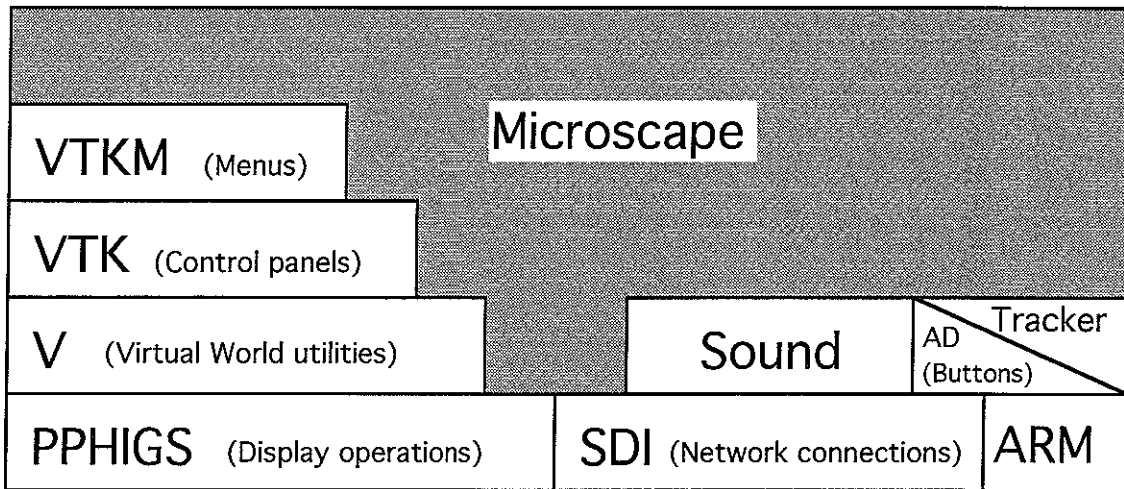 Microscape
VTKM (Menus)
VTK (Control panels)
V (Virtual World utilities)
Sound
AD
(Buttons)
Tracker
PPHIGS (Display operations)
SDI (Network connections)
ARM